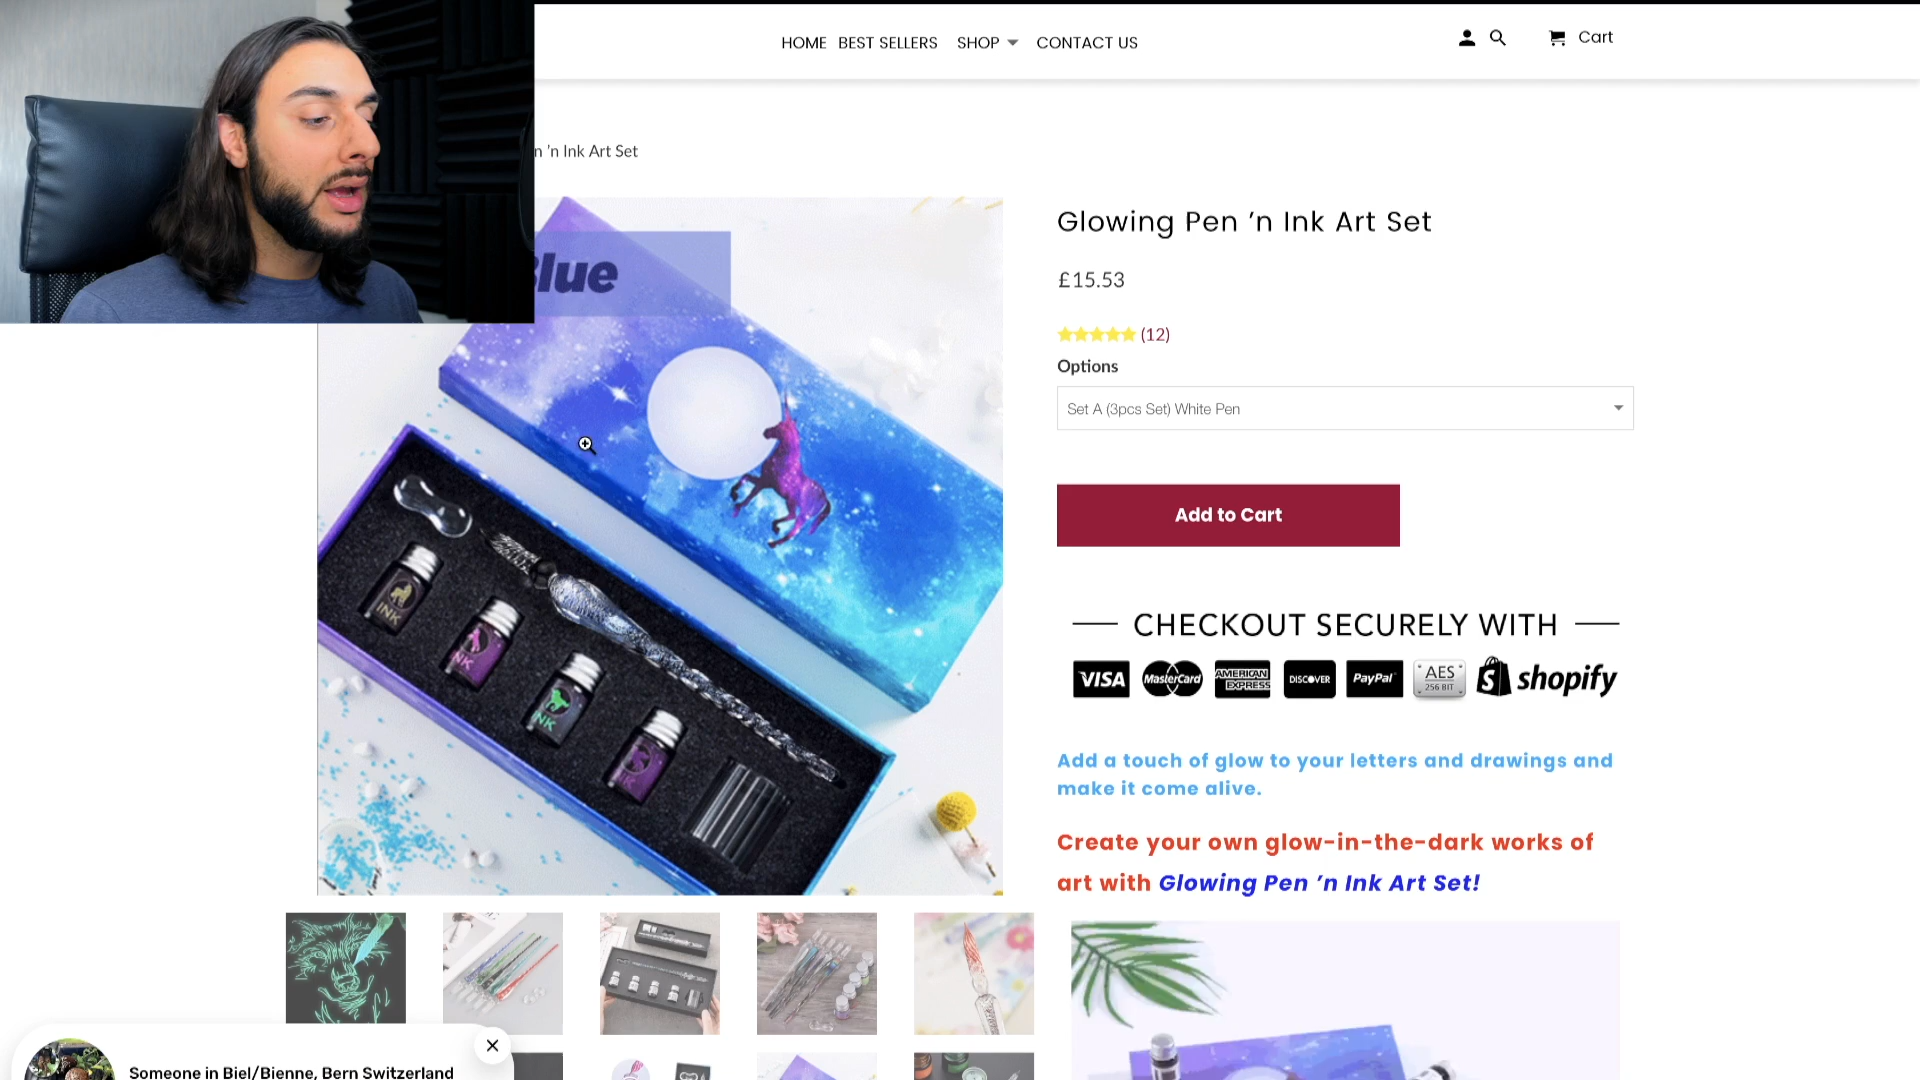 HOME BEST SELLERS SHOP CONTACT US
Cart
n ’n Ink Art Set
Blue
INK
INK
INK
INK
Glowing Pen ’n Ink Art Set
£15.53
(12)
Options
Set A (3pcs Set) White Pen
Add to Cart
CHECKOUT SECURELY WITH
VISA MasterCard AMERICAN EXPRESS DISCOVER PayPal AES 256 BIT shopify
Add a touch of glow to your letters and drawings and
make it come alive.
Create your own glow-in-the-dark works of
art with Glowing Pen ’n Ink Art Set!
Someone in Biel/Bienne, Bern Switzerland